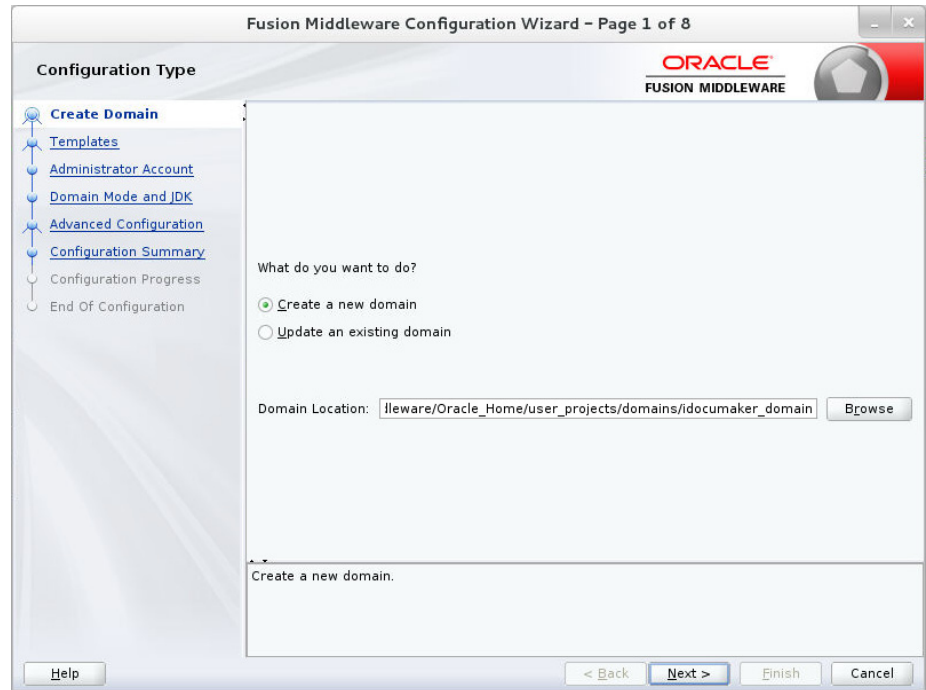 Fusion Middleware Configuration Wizard – Page 1 of 8
Configuration Type
ORACLE
FUSION MIDDLEWARE
Create Domain
Templates
Administrator Account
Domain Mode and JDK
Advanced Configuration
Configuration Summary
Configuration Progress
End Of Configuration
What do you want to do?
Create a new domain
Update an existing domain
Domain Location: lleware/Oracle_Home/user_projects/domains/idocumaker_domain Browse
Create a new domain.
Help < Back Next > Finish Cancel